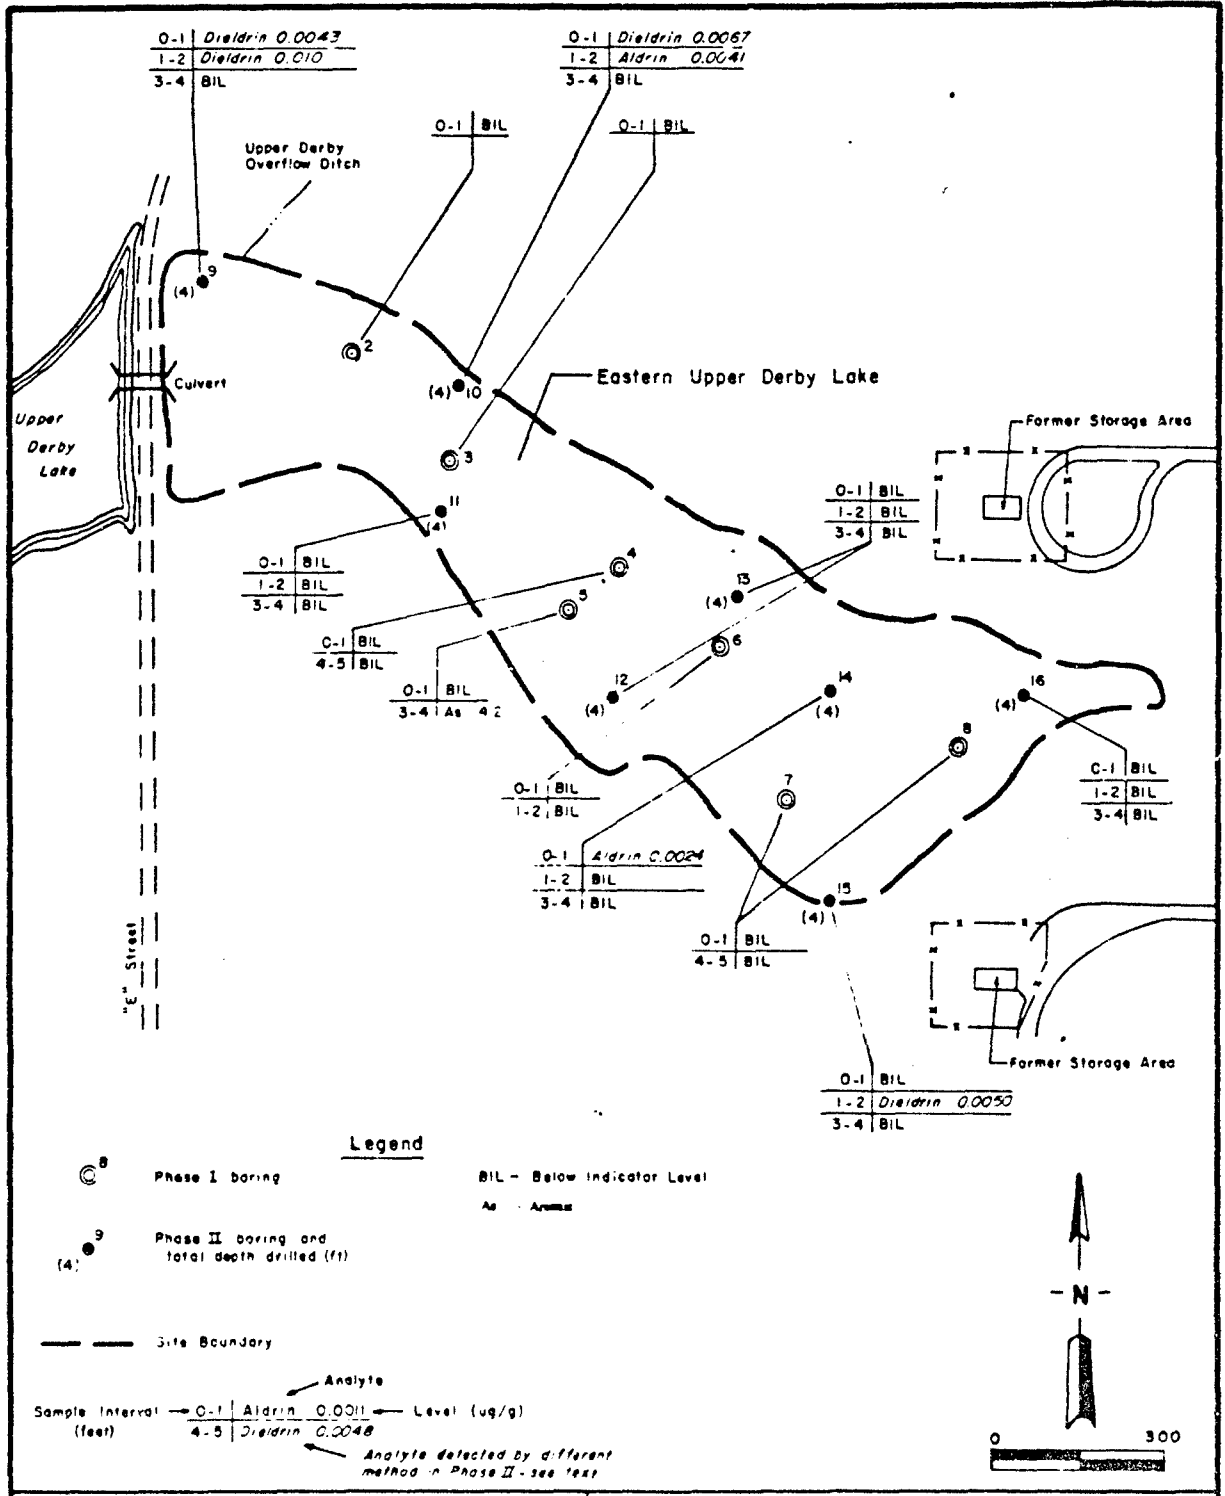 0-1 Dieldrin 0.0043
1-2 Dieldrin 0.010
3-4 BIL
0-1 Dieldrin 0.0067
1-2 Aldrin 0.0041
3-4 BIL
0-1 BIL
0-1 BIL
Upper Derby
Overflow Ditch
9
(4)
2
(4) 10
Culvert
Eastern Upper Derby Lake
Upper
Derby
Lake
Former Storage Area
3
11
(4)
0-1 BIL
1-2 BIL
3-4 BIL
0-1 BIL
1-2 BIL
3-4 BIL
4
5
13
(4)
6
0-1 BIL
4-5 BIL
0-1 BIL
3-4 As 4.2
12
(4)
14
(4)
16
(4)
8
7
0-1 BIL
1-2 BIL
3-4 BIL
0-1 BIL
1-2 BIL
0-1 Aldrin 0.0024
1-2 BIL
3-4 BIL
15
(4)
0-1 BIL
4-5 BIL
"E" Street
Former Storage Area
0-1 BIL
1-2 Dieldrin 0.0050
3-4 BIL
Legend
8
Phase I boring
BIL - Below Indicator Level
As - Arsenic
9
(4)
Phase II boring and
total depth drilled (ft)
Site Boundary
N
Analyte
Sample Interval
(feet)
0-1 Aldrin 0.0011
4-5 Dieldrin 0.0048
Level (ug/g)
Analyte detected by different
method in Phase II - see text
0 300